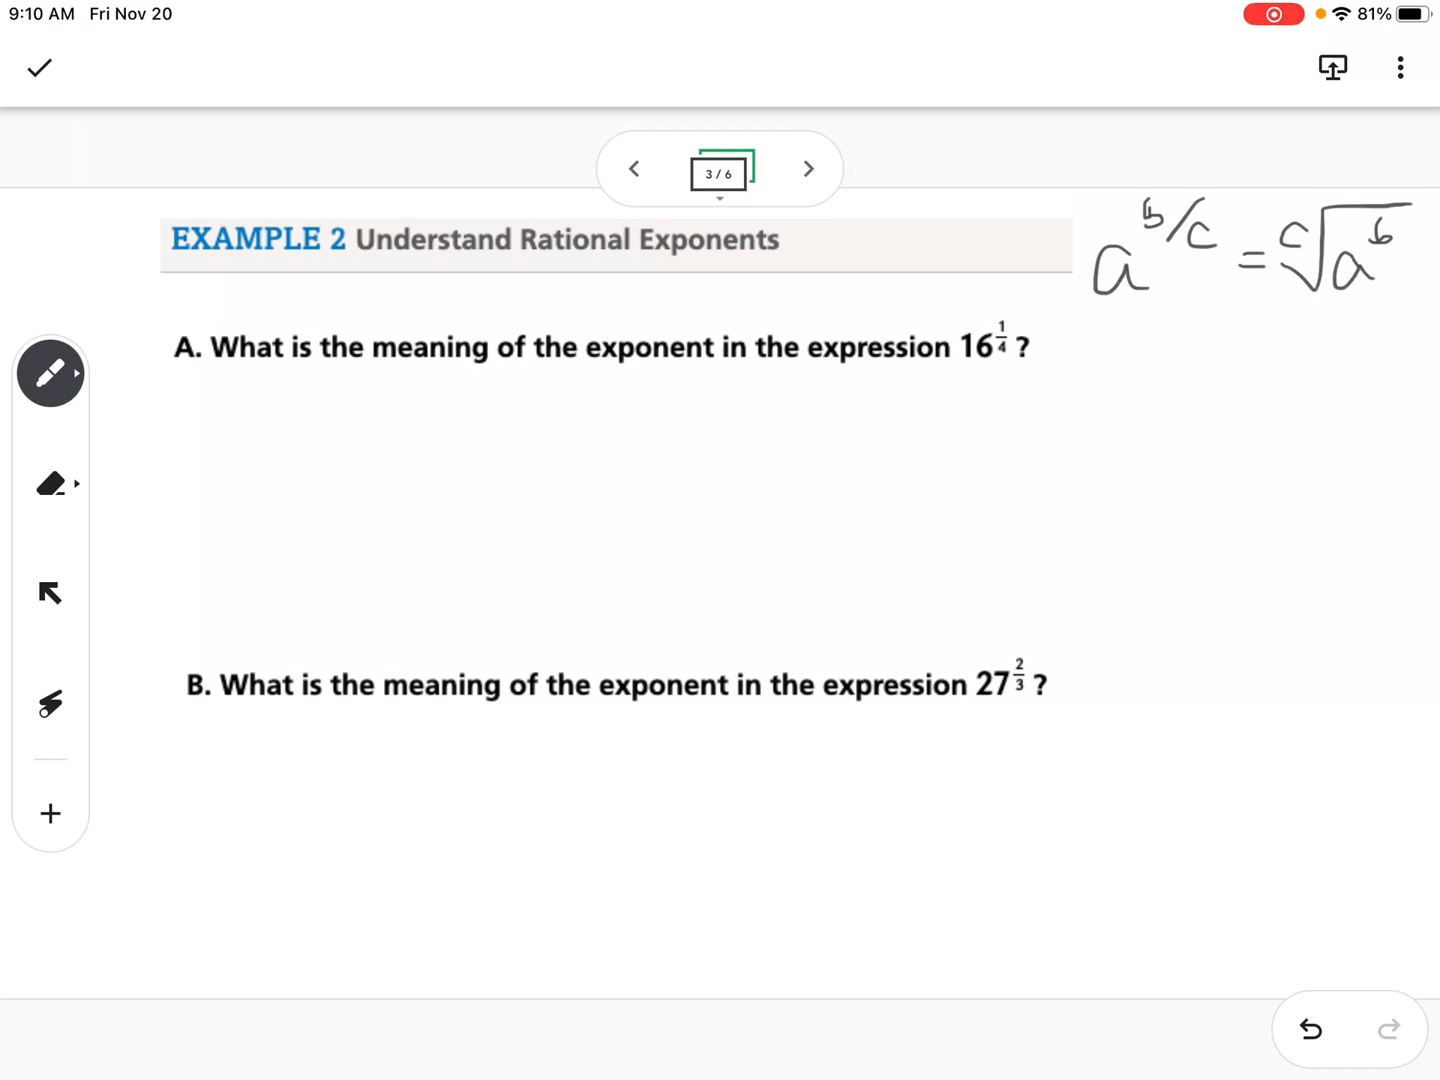 9:10 AM Fri Nov 20 81%
3 / 6
EXAMPLE 2 Understand Rational Exponents
a^b/c = ᶜ√a^b
A. What is the meaning of the exponent in the expression 16^1/4 ?
B. What is the meaning of the exponent in the expression 27^2/3 ?